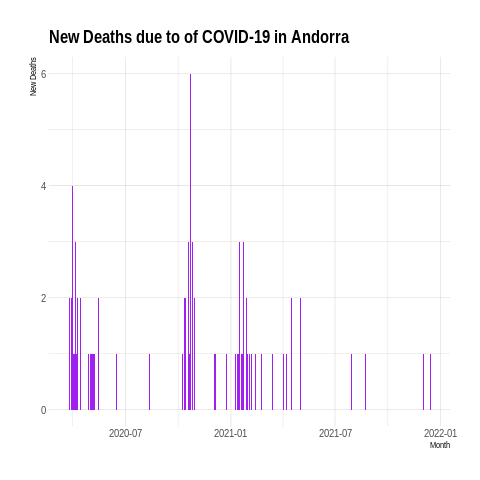 New Deaths due to of COVID-19 in Andorra
New Deaths
6
4
2
0
2020-07
2021-01
2021-07
2022-01
Month